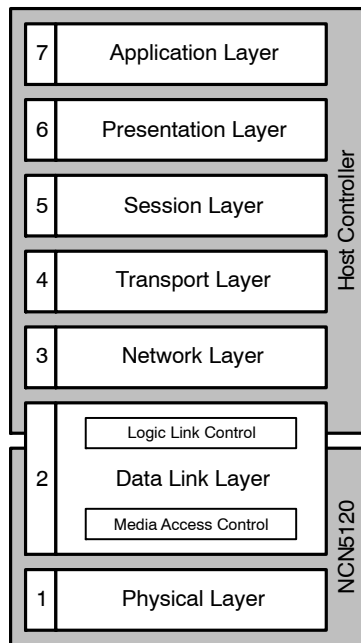 7 Application Layer
6 Presentation Layer
5 Session Layer
4 Transport Layer
3 Network Layer
Host Controller
Logic Link Control
2 Data Link Layer
Media Access Control
1 Physical Layer
NCN5120